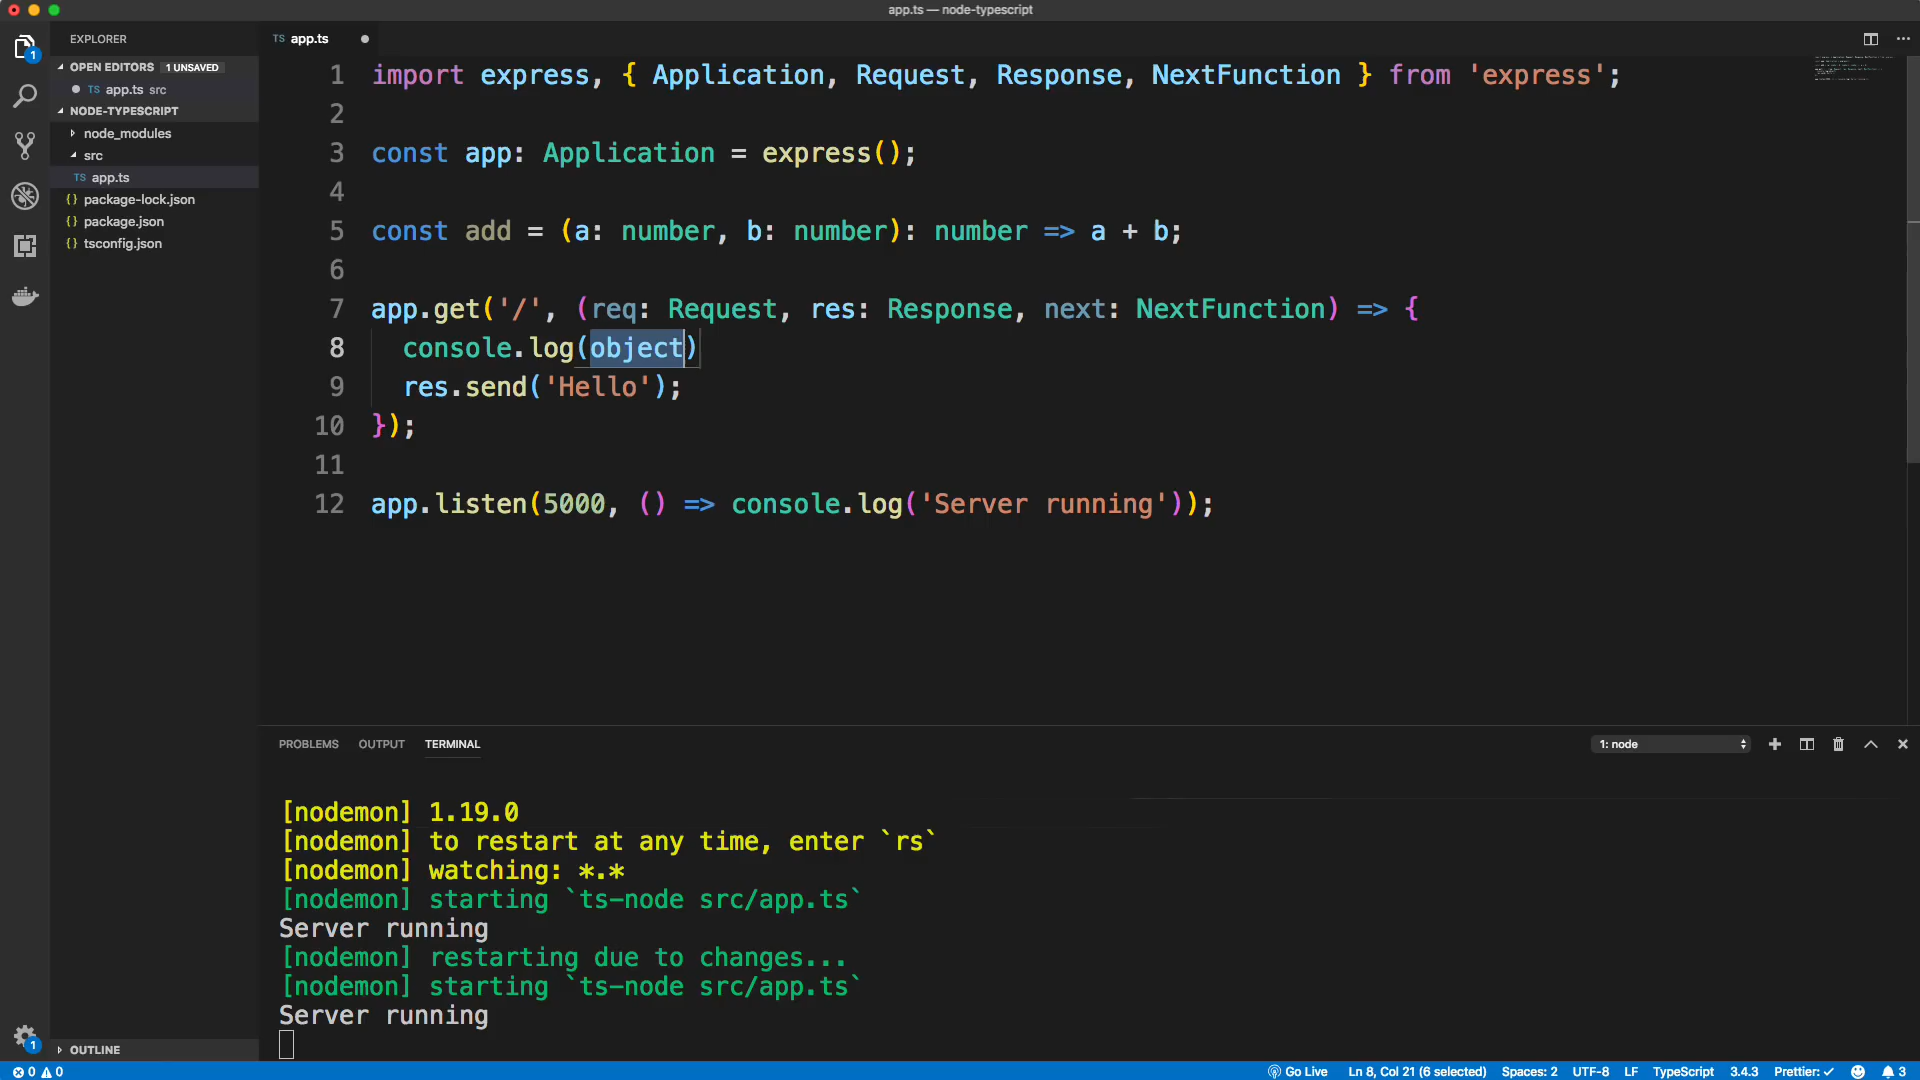 app.ts — node-typescript
EXPLORER
OPEN EDITORS 1 UNSAVED
TS app.ts src
NODE-TYPESCRIPT
node_modules
src
TS app.ts
{} package-lock.json
{} package.json
{} tsconfig.json
OUTLINE
1
1
TS app.ts
1 import express, { Application, Request, Response, NextFunction } from 'express';
2
3 const app: Application = express();
4
5 const add = (a: number, b: number): number => a + b;
6
7 app.get('/', (req: Request, res: Response, next: NextFunction) => {
8 console.log(object)
9 res.send('Hello');
10 });
11
12 app.listen(5000, () => console.log('Server running'));
PROBLEMS OUTPUT TERMINAL 1: node
[nodemon] 1.19.0
[nodemon] to restart at any time, enter `rs`
[nodemon] watching: *.*
[nodemon] starting `ts-node src/app.ts`
Server running
[nodemon] restarting due to changes...
[nodemon] starting `ts-node src/app.ts`
Server running
0 0 Go Live Ln 8, Col 21 (6 selected) Spaces: 2 UTF-8 LF TypeScript 3.4.3 Prettier: ✓ 3